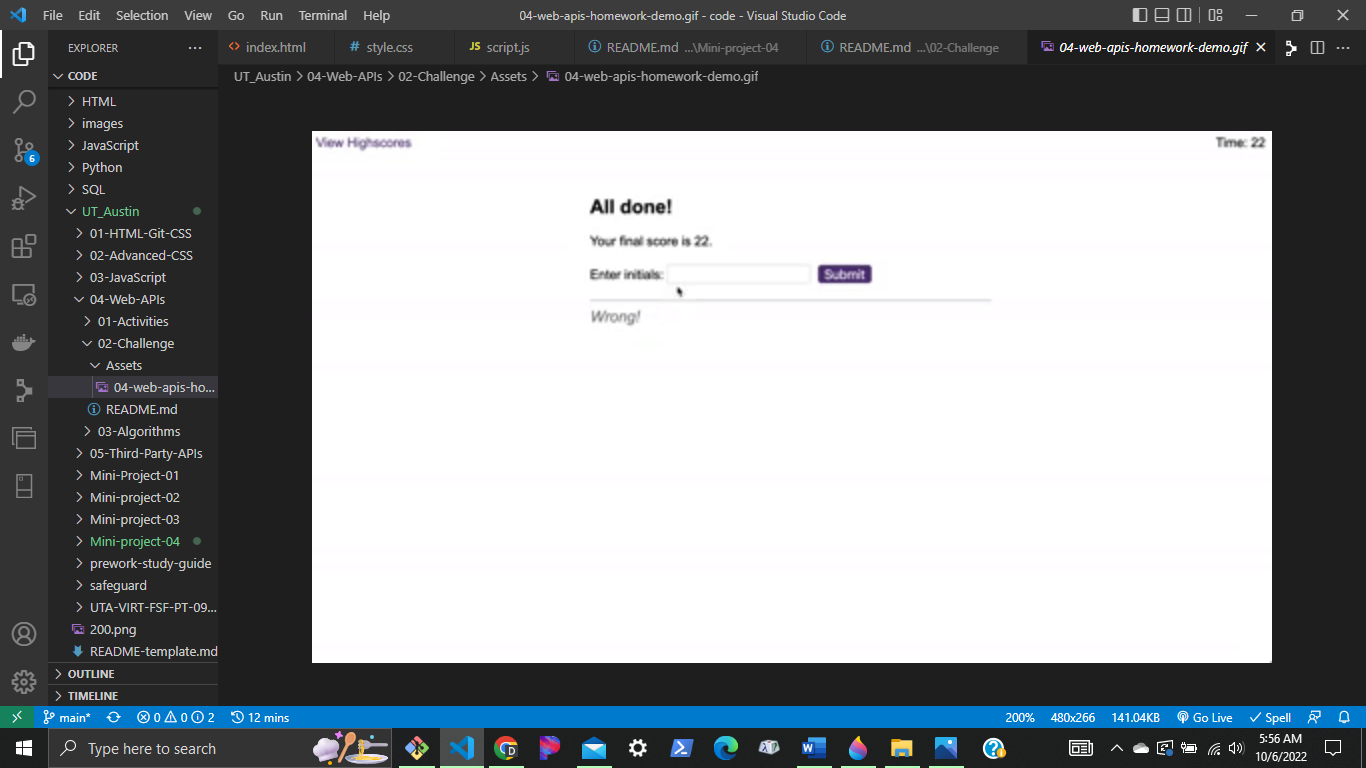 File Edit Selection View Go Run Terminal Help 04-web-apis-homework-demo.gif - code - Visual Studio Code
EXPLORER
index.html
style.css
JS script.js
README.md ...\Mini-project-04
README.md ...\02-Challenge
04-web-apis-homework-demo.gif
UT_Austin > 04-Web-APIs > 02-Challenge > Assets > 04-web-apis-homework-demo.gif
CODE
HTML
images
JavaScript
Python
SQL
UT_Austin
01-HTML-Git-CSS
02-Advanced-CSS
03-JavaScript
04-Web-APIs
01-Activities
02-Challenge
Assets
04-web-apis-ho...
README.md
03-Algorithms
05-Third-Party-APIs
Mini-Project-01
Mini-project-02
Mini-project-03
Mini-project-04
prework-study-guide
safeguard
UTA-VIRT-FSF-PT-09...
200.png
README-template.md
OUTLINE
TIMELINE
6
View Highscores Time: 22
All done!
Your final score is 22.
Enter initials: Submit
Wrong!
main* 0 0 2 12 mins 200% 480x266 141.04KB Go Live Spell
Type here to search
5:56 AM
10/6/2022